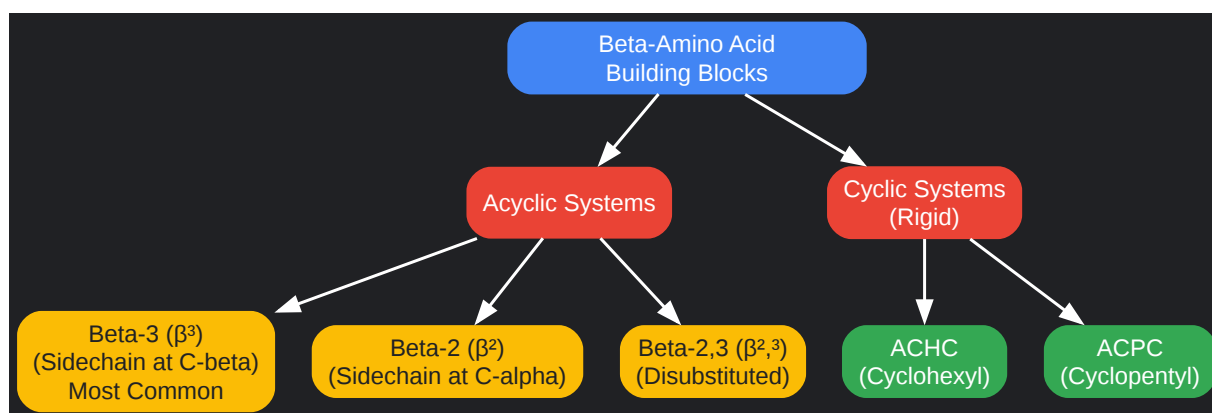 Beta-Amino Acid
Building Blocks
Acyclic Systems
Cyclic Systems
(Rigid)
Beta-3 (β³)
(Sidechain at C-beta)
Most Common
Beta-2 (β²)
(Sidechain at C-alpha)
Beta-2,3 (β²,³)
(Disubstituted)
ACHC
(Cyclohexyl)
ACPC
(Cyclopentyl)